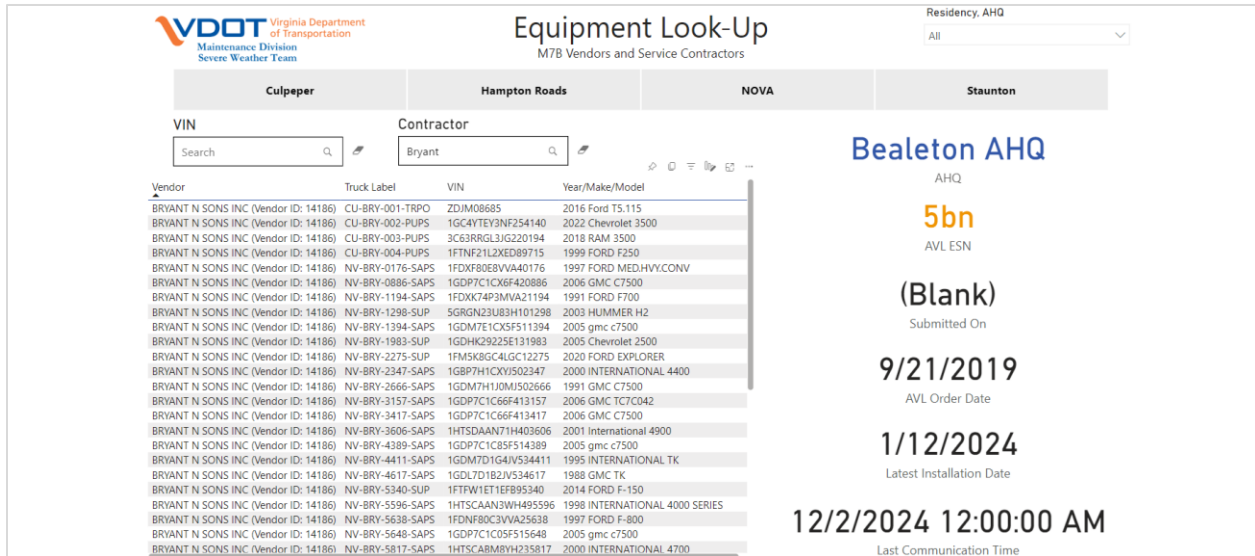 VDOT Virginia Department of Transportation
Maintenance Division
Severe Weather Team
Equipment Look-Up
M7B Vendors and Service Contractors
Residency, AHQ
All
Culpeper Hampton Roads NOVA Staunton
VIN Contractor
Search Bryant
Vendor Truck Label VIN Year/Make/Model
BRYANT N SONS INC (Vendor ID: 14186) CU-BRY-001-TRPO ZDJM08685 2016 Ford T5.115
BRYANT N SONS INC (Vendor ID: 14186) CU-BRY-002-PUPS 1GC4YTEY3NF254140 2022 Chevrolet 3500
BRYANT N SONS INC (Vendor ID: 14186) CU-BRY-003-PUPS 3C63RRGL3JG220194 2018 RAM 3500
BRYANT N SONS INC (Vendor ID: 14186) CU-BRY-004-PUPS 1FTNF21L2XED89715 1999 FORD F250
BRYANT N SONS INC (Vendor ID: 14186) NV-BRY-0176-SAPS 1FDXF80E8VVA40176 1997 FORD MED.HVY.CONV
BRYANT N SONS INC (Vendor ID: 14186) NV-BRY-0886-SAPS 1GDP7C1CX6F420886 2006 GMC C7500
BRYANT N SONS INC (Vendor ID: 14186) NV-BRY-1194-SAPS 1FDXK74P3MVA21194 1991 FORD F700
BRYANT N SONS INC (Vendor ID: 14186) NV-BRY-1298-SUP 5GRGN23U83H101298 2003 HUMMER H2
BRYANT N SONS INC (Vendor ID: 14186) NV-BRY-1394-SAPS 1GDM7E1CX5F511394 2005 gmc c7500
BRYANT N SONS INC (Vendor ID: 14186) NV-BRY-1983-SUP 1GDHK29225E131983 2005 Chevrolet 2500
BRYANT N SONS INC (Vendor ID: 14186) NV-BRY-2275-SUP 1FM5K8GC4LGC12275 2020 FORD EXPLORER
BRYANT N SONS INC (Vendor ID: 14186) NV-BRY-2347-SAPS 1GBP7H1CXYJ502347 2000 INTERNATIONAL 4400
BRYANT N SONS INC (Vendor ID: 14186) NV-BRY-2666-SAPS 1GDM7H1J0MJ502666 1991 GMC C7500
BRYANT N SONS INC (Vendor ID: 14186) NV-BRY-3157-SAPS 1GDP7C1C66F413157 2006 GMC TC7C042
BRYANT N SONS INC (Vendor ID: 14186) NV-BRY-3417-SAPS 1GDP7C1C66F413417 2006 GMC C7500
BRYANT N SONS INC (Vendor ID: 14186) NV-BRY-3606-SAPS 1HTSDAAN71H403606 2001 International 4900
BRYANT N SONS INC (Vendor ID: 14186) NV-BRY-4389-SAPS 1GDP7C1C85F514389 2005 gmc c7500
BRYANT N SONS INC (Vendor ID: 14186) NV-BRY-4411-SAPS 1GDM7D1G4JV534411 1995 INTERNATIONAL TK
BRYANT N SONS INC (Vendor ID: 14186) NV-BRY-4617-SAPS 1GDL7D1B2JV534617 1988 GMC TK
BRYANT N SONS INC (Vendor ID: 14186) NV-BRY-5340-SUP 1FTFW1ET1EFB95340 2014 FORD F-150
BRYANT N SONS INC (Vendor ID: 14186) NV-BRY-5596-SAPS 1HTSCAAN3WH495596 1998 INTERNATIONAL 4000 SERIES
BRYANT N SONS INC (Vendor ID: 14186) NV-BRY-5638-SAPS 1FDNF80C3VVA25638 1997 FORD F-800
BRYANT N SONS INC (Vendor ID: 14186) NV-BRY-5648-SAPS 1GDP7C1C05F515648 2005 gmc c7500
BRYANT N SONS INC (Vendor ID: 14186) NV-BRY-5817-SAPS 1HTSCABM8YH235817 2000 INTERNATIONAL 4700
Bealeton AHQ
AHQ
5bn
AVL ESN
(Blank)
Submitted On
9/21/2019
AVL Order Date
1/12/2024
Latest Installation Date
12/2/2024 12:00:00 AM
Last Communication Time